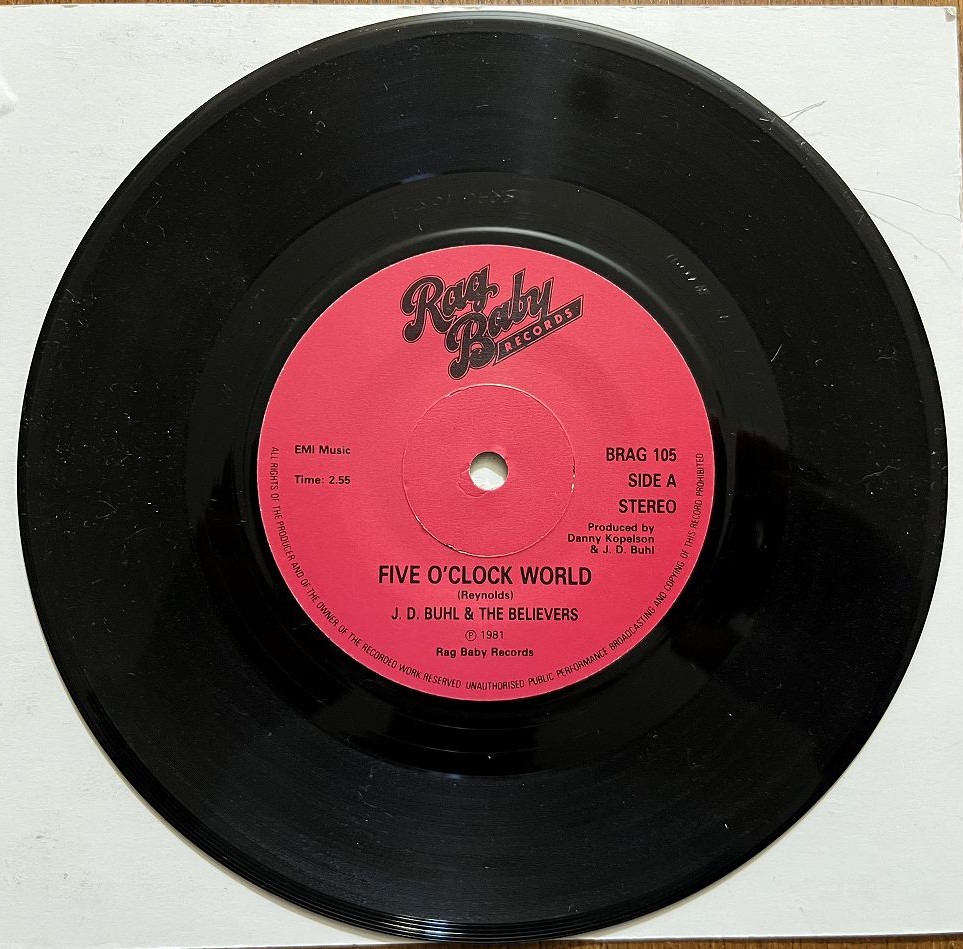 Rag
Baby
RECORDS
EMI Music
Time: 2.55
BRAG 105
SIDE A
STEREO
Produced by
Danny Kopelson
& J. D. Buhl
FIVE O'CLOCK WORLD
(Reynolds)
J. D. BUHL & THE BELIEVERS
℗ 1981
Rag Baby Records
ALL RIGHTS OF THE PRODUCER AND OF THE OWNER OF THE RECORDED WORK RESERVED UNAUTHORISED PUBLIC PERFORMANCE BROADCASTING AND COPYING OF THIS RECORD PROHIBITED